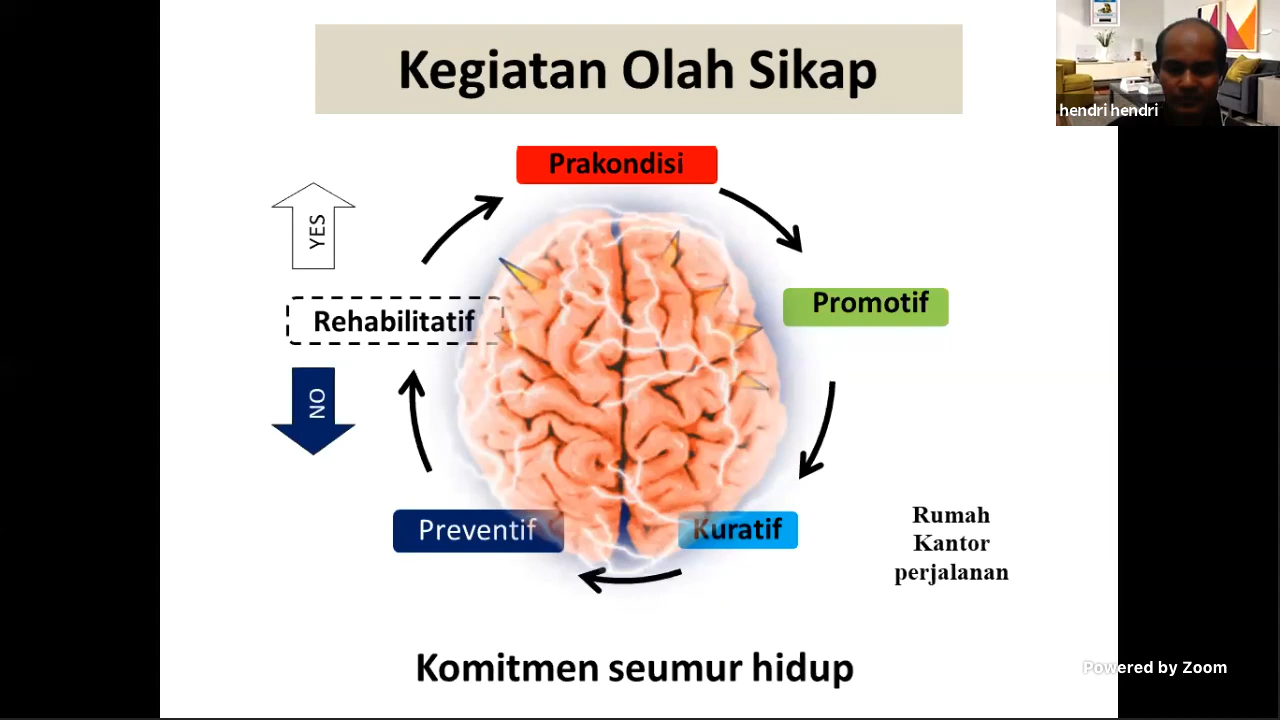 Kegiatan Olah Sikap
hendri hendri
Prakondisi
YES
Promotif
Rehabilitatif
NO
Preventif
Kuratif
Rumah
Kantor
perjalanan
Komitmen seumur hidup
Powered by Zoom